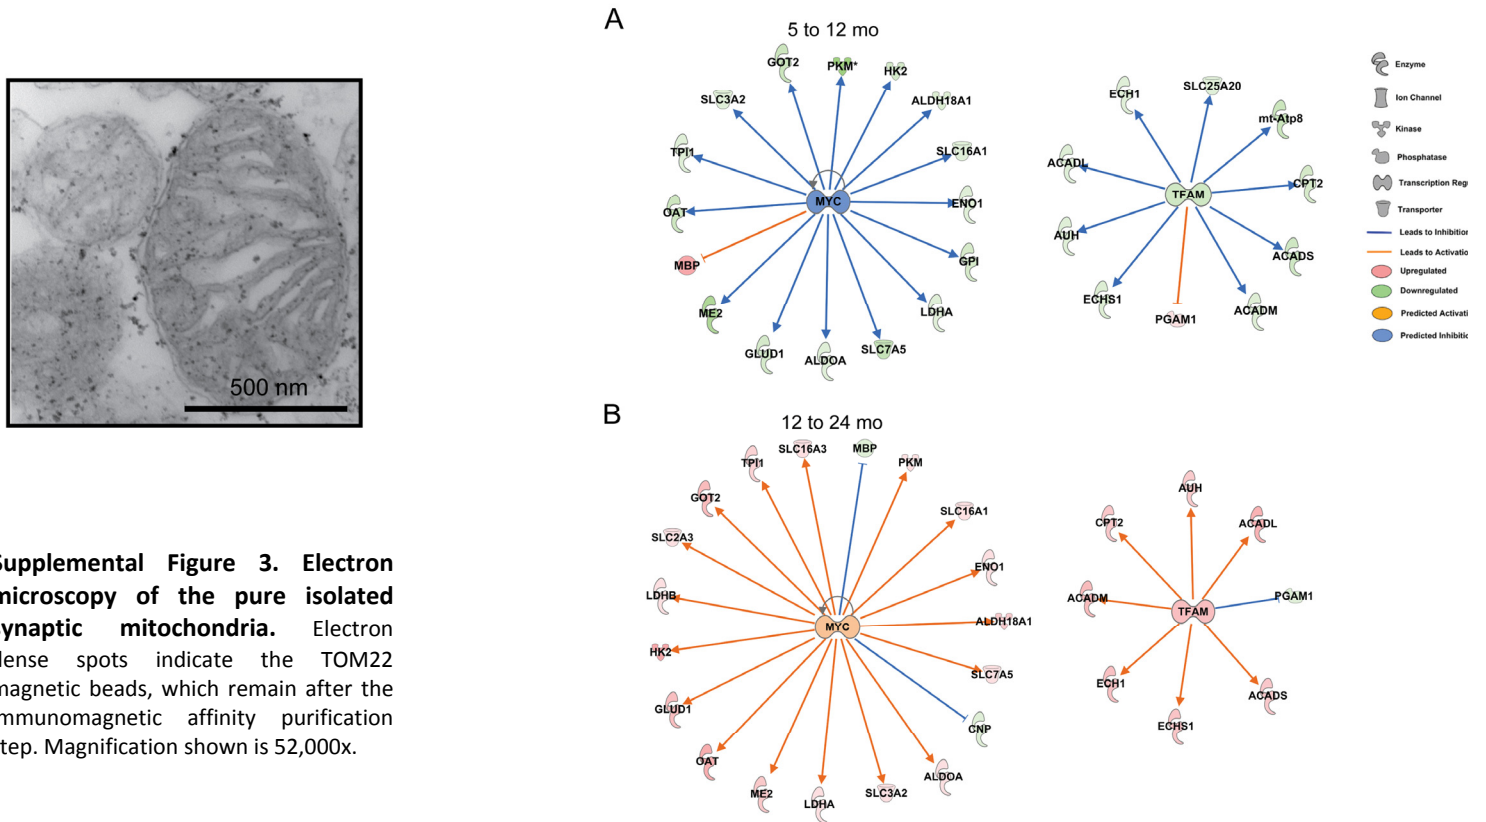 500 nm
Supplemental Figure 3. Electron
microscopy of the pure isolated
synaptic mitochondria. Electron
dense spots indicate the TOM22
magnetic beads, which remain after the
immunomagnetic affinity purification
step. Magnification shown is 52,000x.
A
5 to 12 mo
GOT2
PKM*
HK2
SLC3A2
ALDH18A1
TPI1
SLC16A1
MYC
OAT
ENO1
MBP
GPI
ME2
LDHA
GLUD1
ALDOA
SLC7A5
ECH1
SLC25A20
mt-Atp8
ACADL
CPT2
TFAM
AUH
ACADS
ECHS1
PGAM1
ACADM
Enzyme
Ion Channel
Kinase
Phosphatase
Transcription Regu
Transporter
Leads to Inhibition
Leads to Activatio
Upregulated
Downregulated
Predicted Activati
Predicted Inhibitic
B
12 to 24 mo
SLC16A3
MBP
TPI1
PKM
GOT2
SLC16A1
SLC2A3
ENO1
LDHB
ALDH18A1
MYC
HK2
SLC7A5
GLUD1
CNP
OAT
ALDOA
ME2
LDHA
SLC3A2
AUH
CPT2
ACADL
ACADM
PGAM1
TFAM
ECH1
ACADS
ECHS1